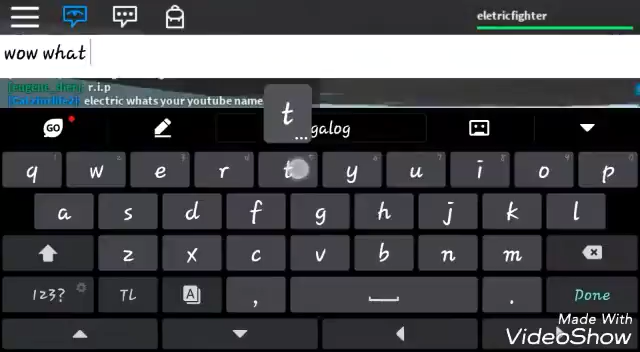 eletricfighter
wow what
r.i.p
electric whats your youtube name
t
GO
galog
q w e r t y u i o p
a s d f g h j k l
z x c v b n m
123? TL A , . Done
Made With
VideoShow